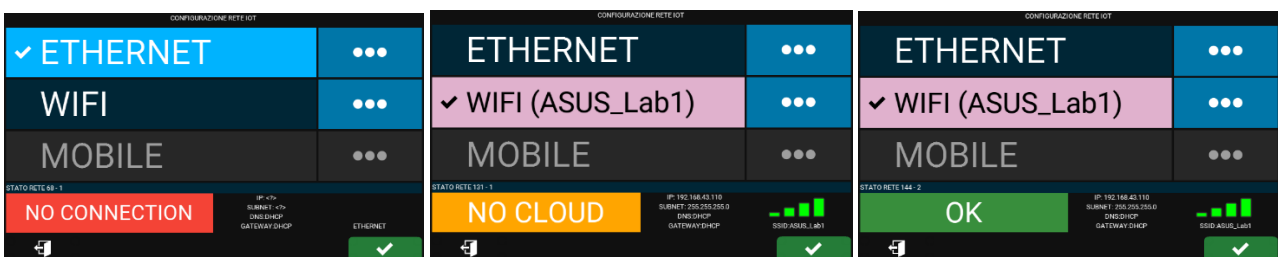 CONFIGURAZIONE RETE IOT
ETHERNET
WIFI
MOBILE
STATO RETE 68 - 1
NO CONNECTION
IP: <?>
SUBNET: <?>
DNS:DHCP
GATEWAY:DHCP
ETHERNET
CONFIGURAZIONE RETE IOT
ETHERNET
WIFI (ASUS_Lab1)
MOBILE
STATO RETE 131 - 1
NO CLOUD
IP: 192.168.43.110
SUBNET: 255.255.255.0
DNS:DHCP
GATEWAY:DHCP
SSID:ASUS_Lab1
CONFIGURAZIONE RETE IOT
ETHERNET
WIFI (ASUS_Lab1)
MOBILE
STATO RETE 144 - 2
OK
IP: 192.168.43.110
SUBNET: 255.255.255.0
DNS:DHCP
GATEWAY:DHCP
SSID:ASUS_Lab1